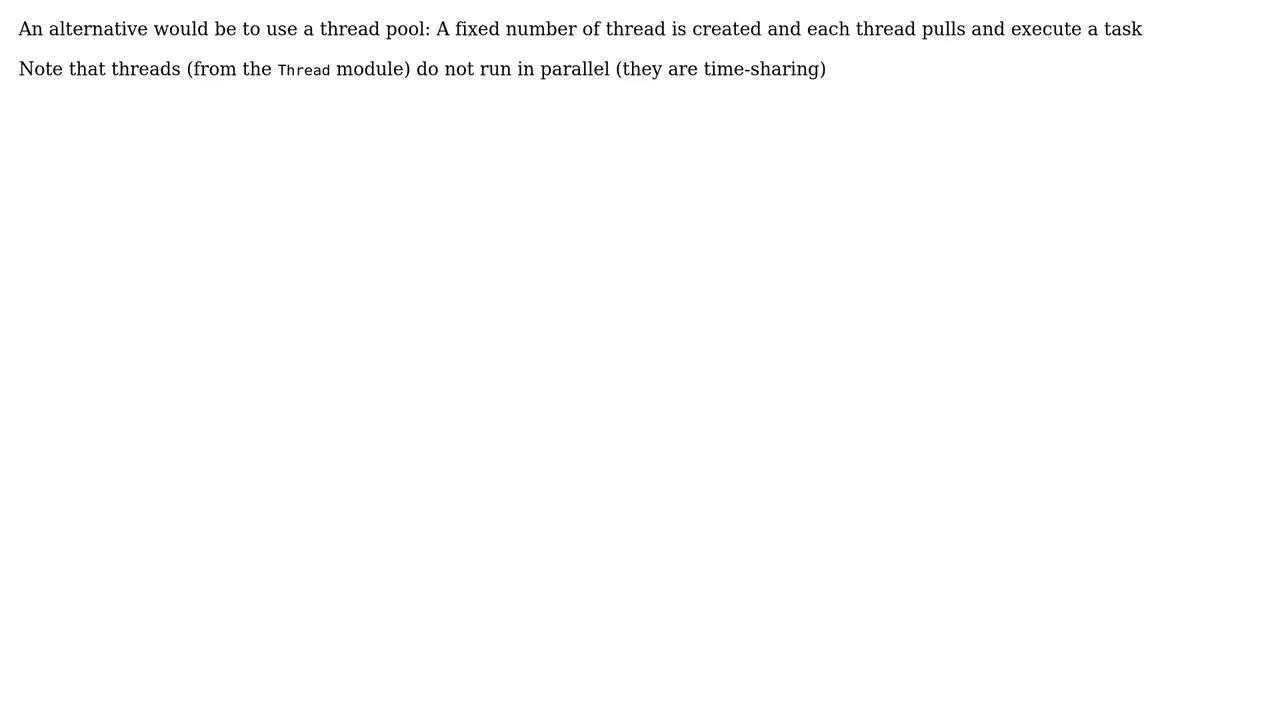 An alternative would be to use a thread pool: A fixed number of thread is created and each thread pulls and execute a task
Note that threads (from the Thread module) do not run in parallel (they are time-sharing)